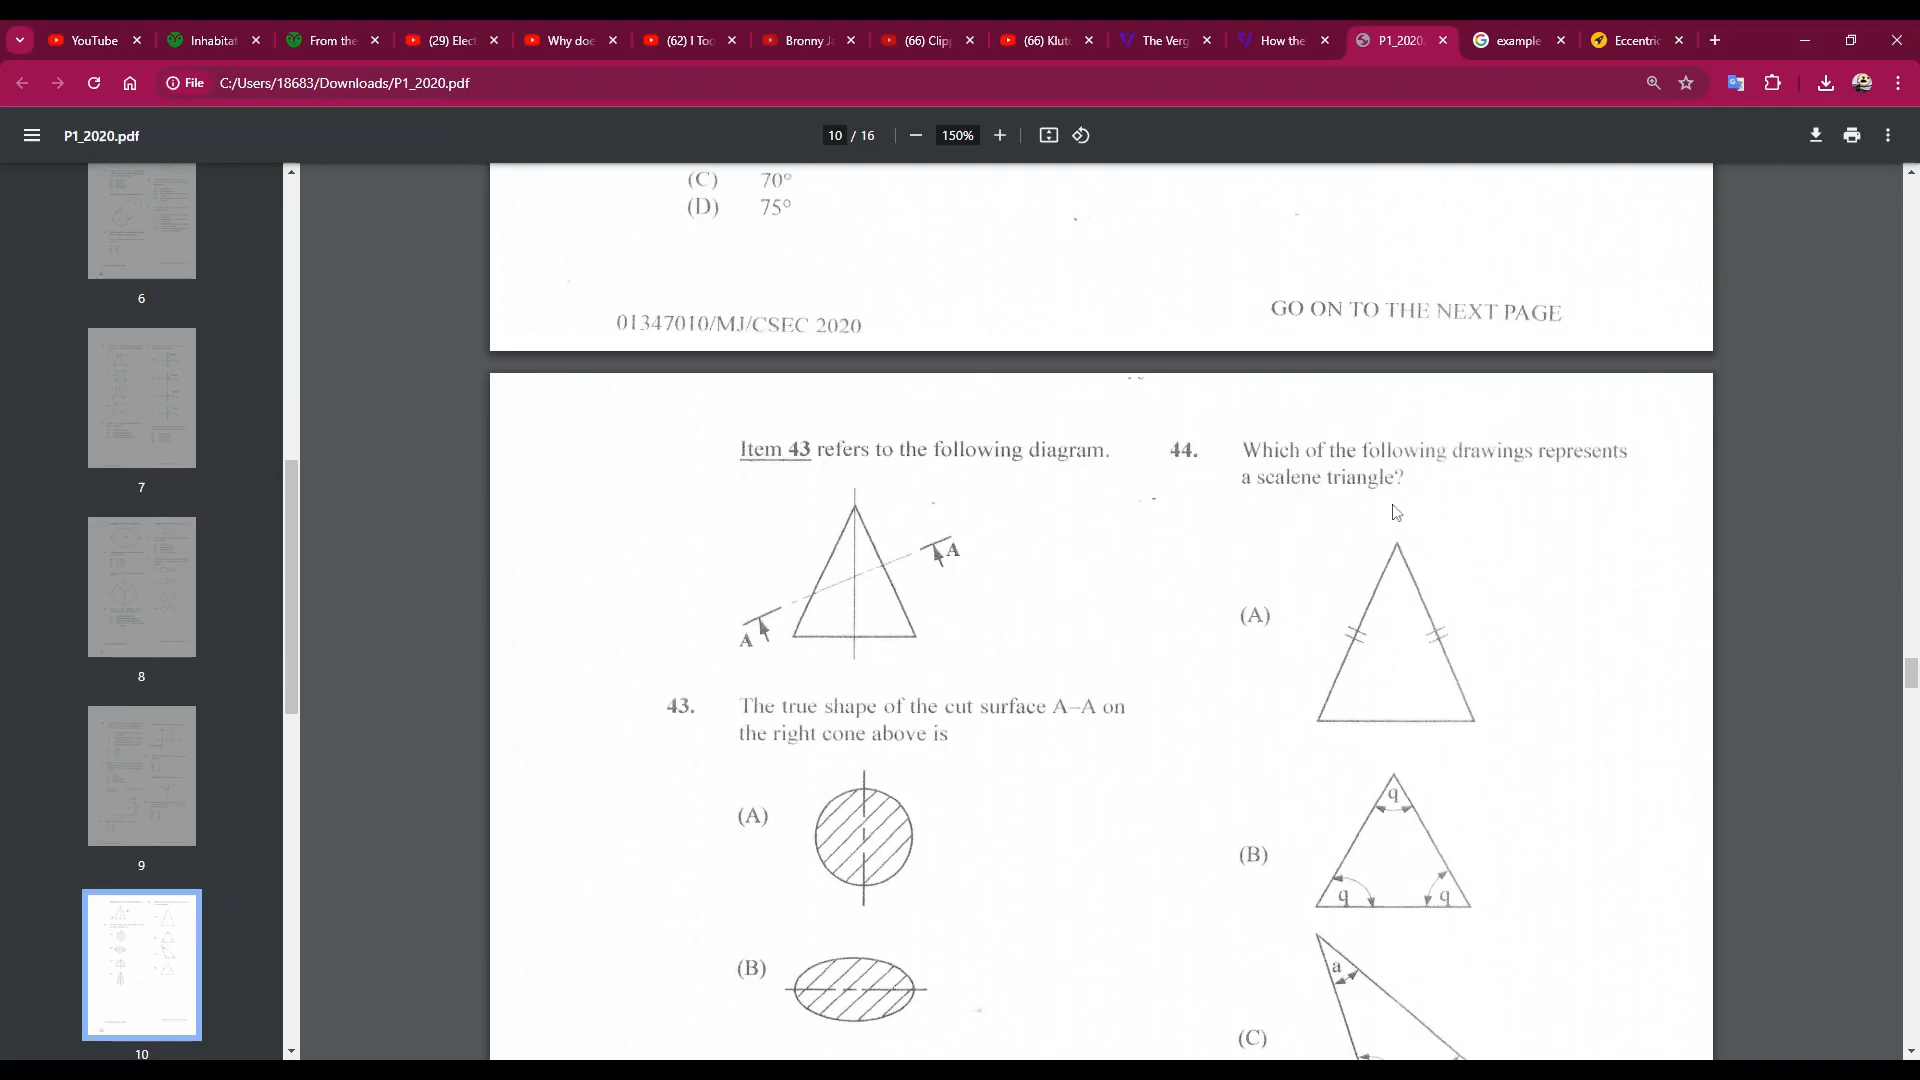 YouTube
Inhabitat
From the
(29) Elec
Why doe
(62) I Too
Bronny J
(66) Clip
(66) Klut
The Verg
How the
P1_2020.
example
Eccentric
File
C:/Users/18683/Downloads/P1_2020.pdf
P1_2020.pdf
10 / 16
150%
6
7
8
9
10
(C) 70°
(D) 75°
01347010/MJ/CSEC 2020
GO ON TO THE NEXT PAGE
Item 43 refers to the following diagram.
A
A
43. The true shape of the cut surface A–A on
the right cone above is
(A)
(B)
44. Which of the following drawings represents
a scalene triangle?
(A)
(B)
q
q
q
a
(C)